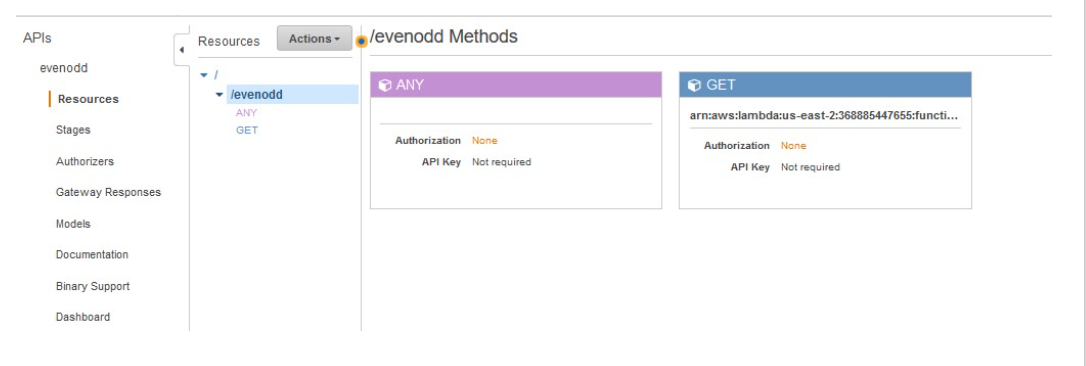 APIs
evenodd
Resources
Stages
Authorizers
Gateway Responses
Models
Documentation
Binary Support
Dashboard
Resources
Actions
/
/evenodd
ANY
GET
/evenodd Methods
ANY
Authorization None
API Key Not required
GET
arn:aws:lambda:us-east-2:368885447655:functi...
Authorization None
API Key Not required